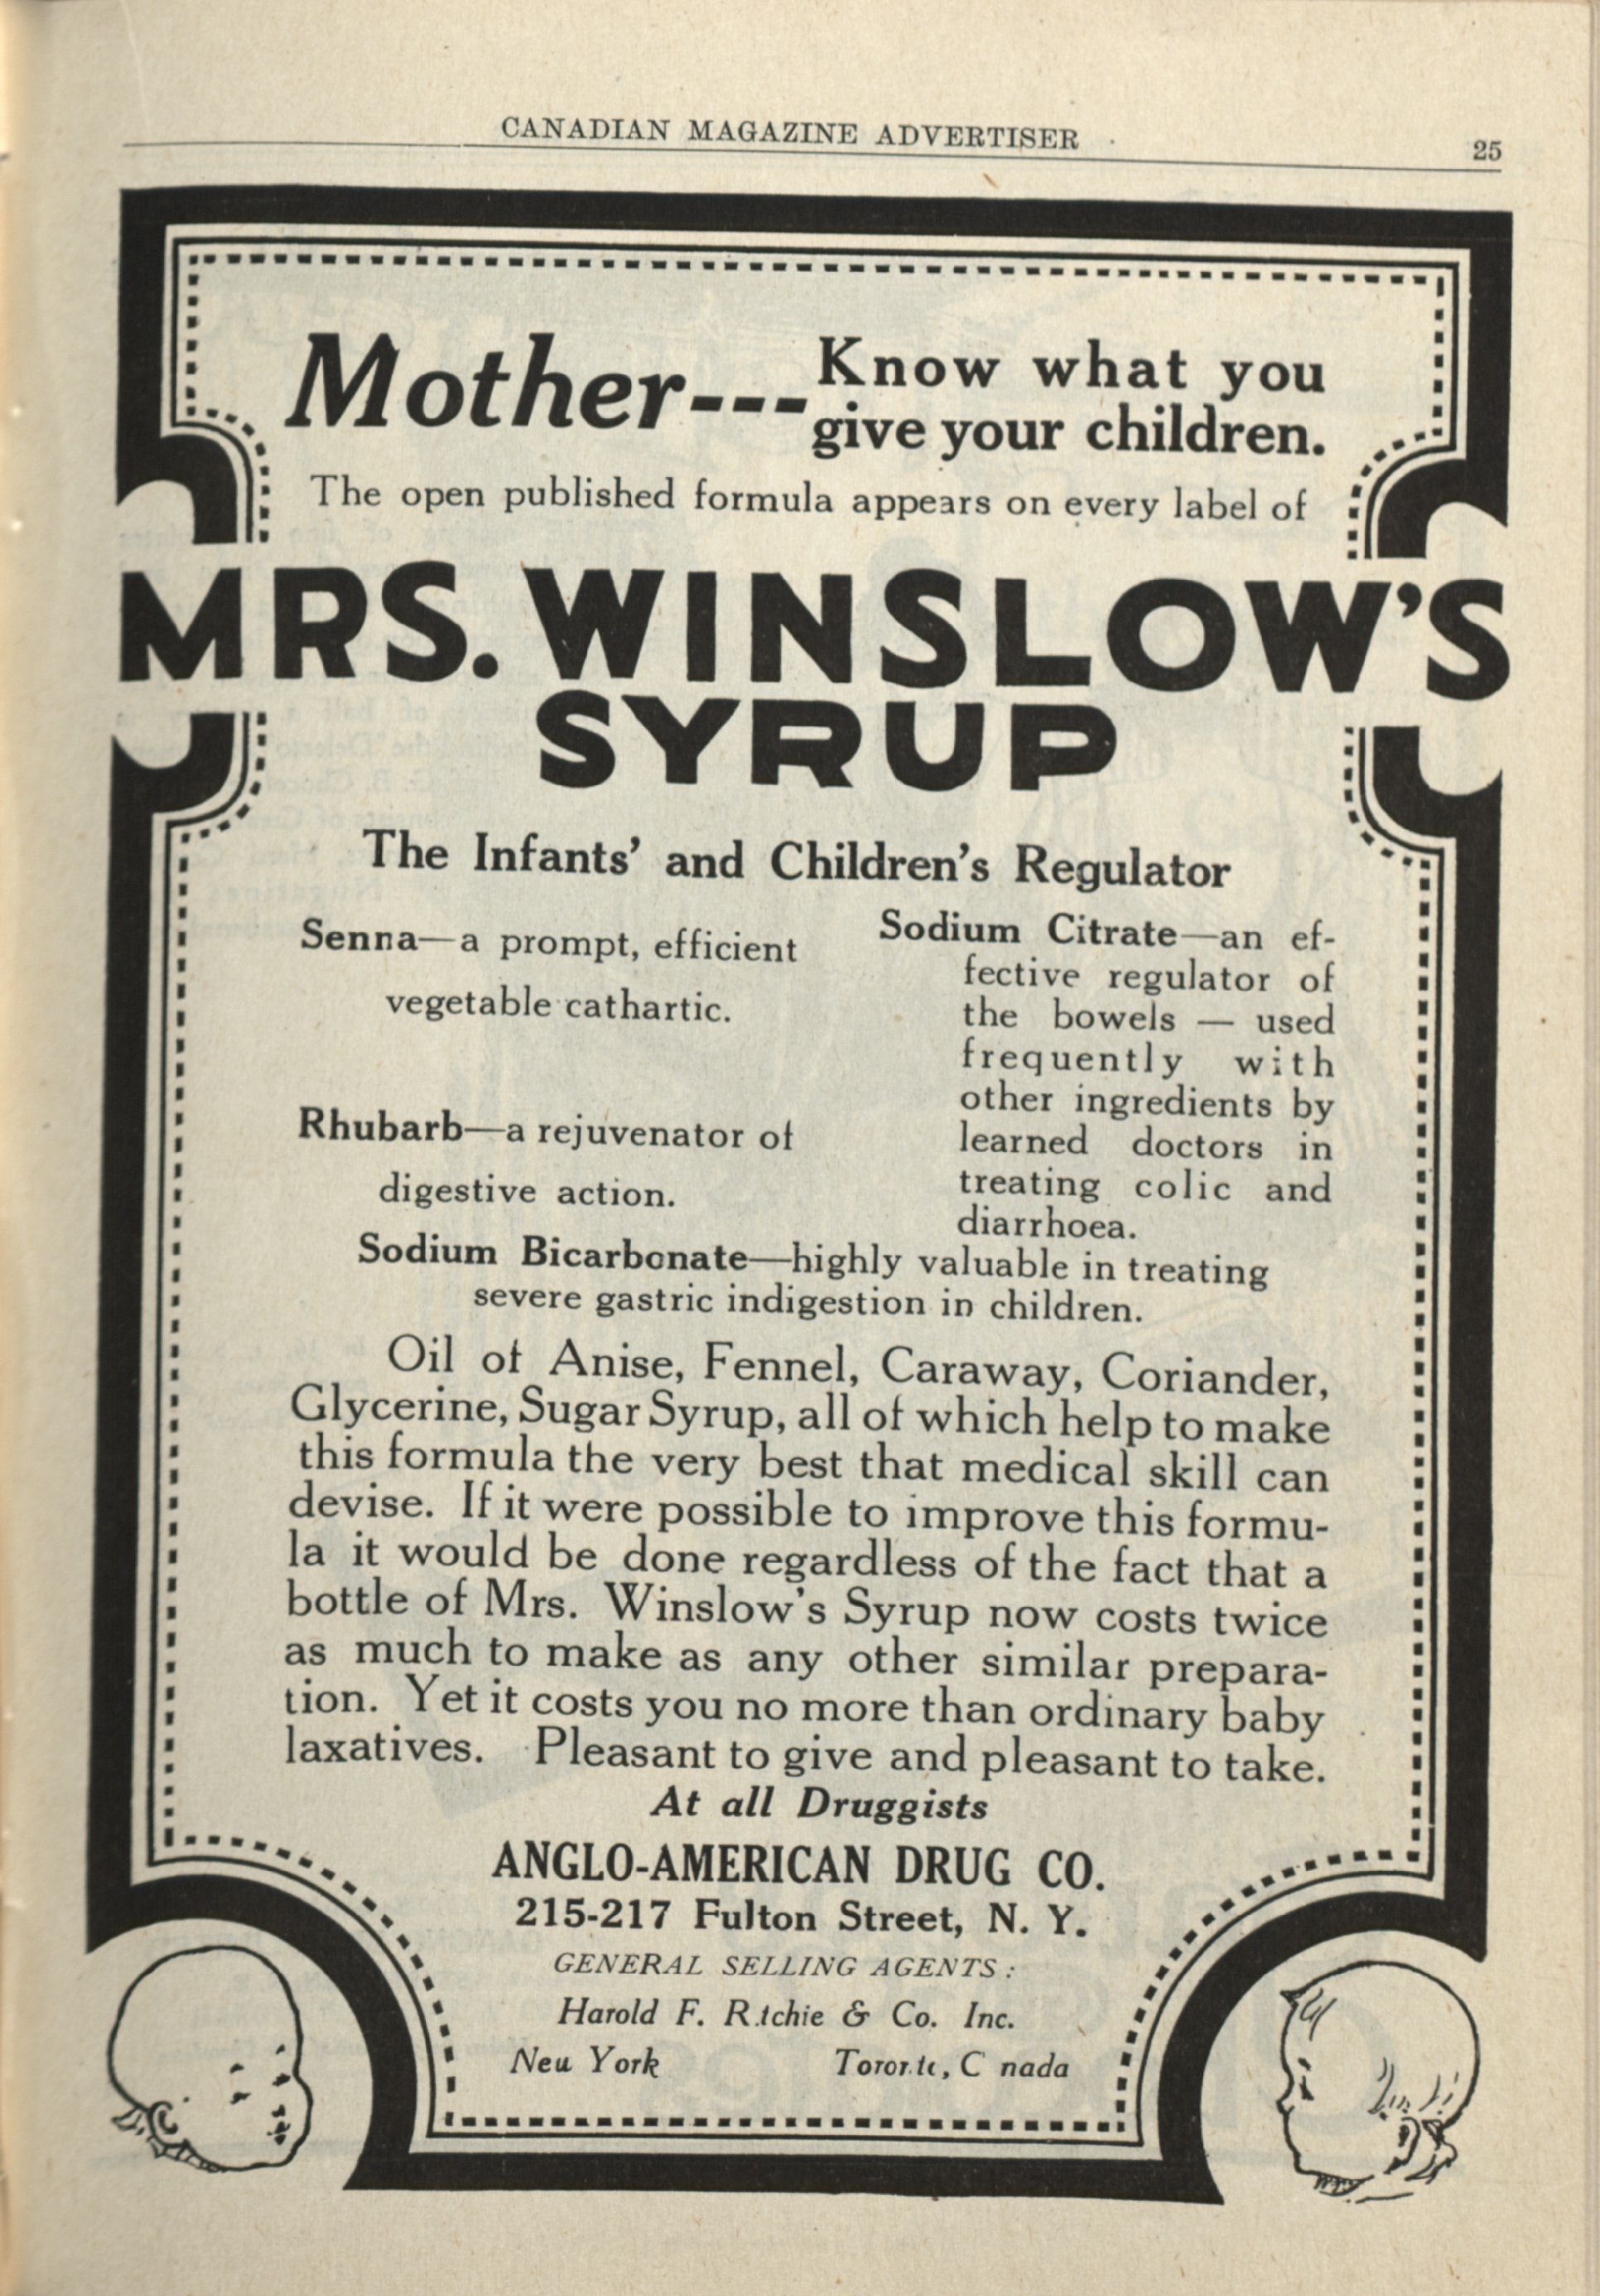 CANADIAN MAGAZINE ADVERTISER
25
Mother---Know what you
give your children.
The open published formula appears on every label of
MRS. WINSLOW'S
SYRUP
The Infants' and Children's Regulator
Senna—a prompt, efficient
vegetable cathartic.
Rhubarb—a rejuvenator of
digestive action.
Sodium Citrate—an ef-
fective regulator of
the bowels — used
frequently with
other ingredients by
learned doctors in
treating colic and
diarrhoea.
Sodium Bicarbonate—highly valuable in treating
severe gastric indigestion in children.
Oil of Anise, Fennel, Caraway, Coriander,
Glycerine, Sugar Syrup, all of which help to make
this formula the very best that medical skill can
devise. If it were possible to improve this formu-
la it would be done regardless of the fact that a
bottle of Mrs. Winslow's Syrup now costs twice
as much to make as any other similar prepara-
tion. Yet it costs you no more than ordinary baby
laxatives. Pleasant to give and pleasant to take.
At all Druggists
ANGLO-AMERICAN DRUG CO.
215-217 Fulton Street, N. Y.
GENERAL SELLING AGENTS:
Harold F. Ritchie & Co. Inc.
New York Toronto, Canada